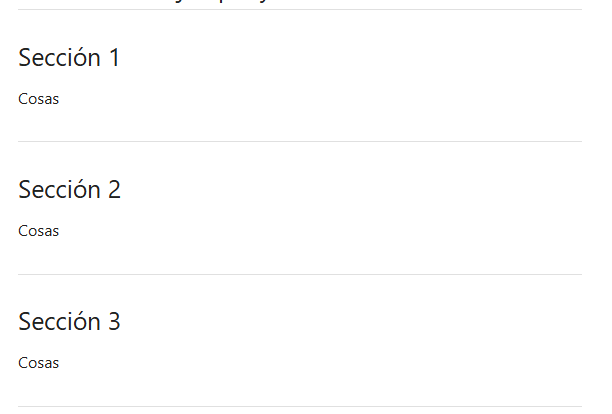 Sección 1
Cosas
Sección 2
Cosas
Sección 3
Cosas